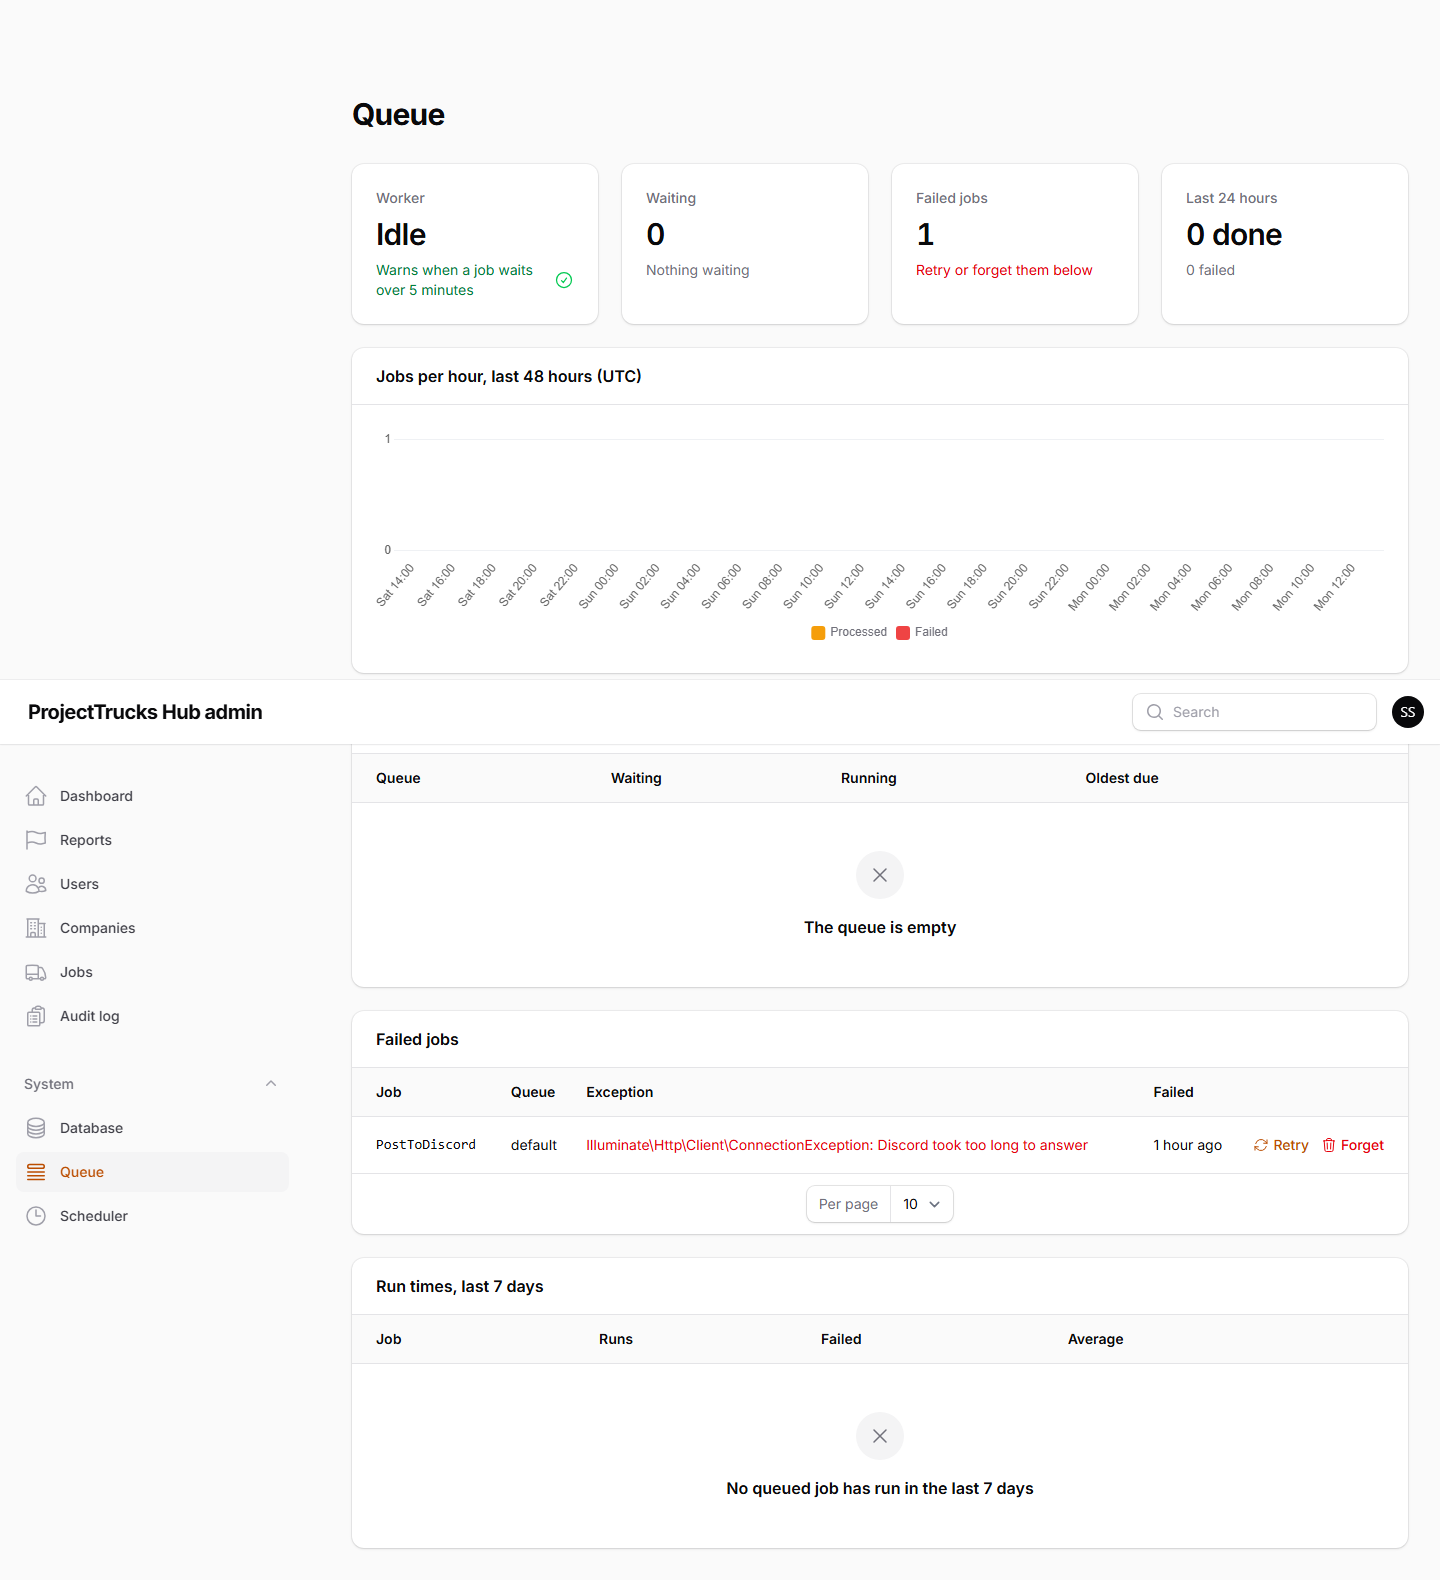 Queue
Worker
Idle
Warns when a job waits
over 5 minutes
Waiting
0
Nothing waiting
Failed jobs
1
Retry or forget them below
Last 24 hours
0 done
0 failed
Jobs per hour, last 48 hours (UTC)
1
0
Sat 14:00
Sat 16:00
Sat 18:00
Sat 20:00
Sat 22:00
Sun 00:00
Sun 02:00
Sun 04:00
Sun 06:00
Sun 08:00
Sun 10:00
Sun 12:00
Sun 14:00
Sun 16:00
Sun 18:00
Sun 20:00
Sun 22:00
Mon 00:00
Mon 02:00
Mon 04:00
Mon 06:00
Mon 08:00
Mon 10:00
Mon 12:00
Processed Failed
ProjectTrucks Hub admin
Search
SS
Dashboard
Reports
Users
Companies
Jobs
Audit log
System
Database
Queue
Scheduler
Queue Waiting Running Oldest due
The queue is empty
Failed jobs
Job Queue Exception Failed
PostToDiscord default Illuminate\Http\Client\ConnectionException: Discord took too long to answer 1 hour ago Retry Forget
Per page 10
Run times, last 7 days
Job Runs Failed Average
No queued job has run in the last 7 days